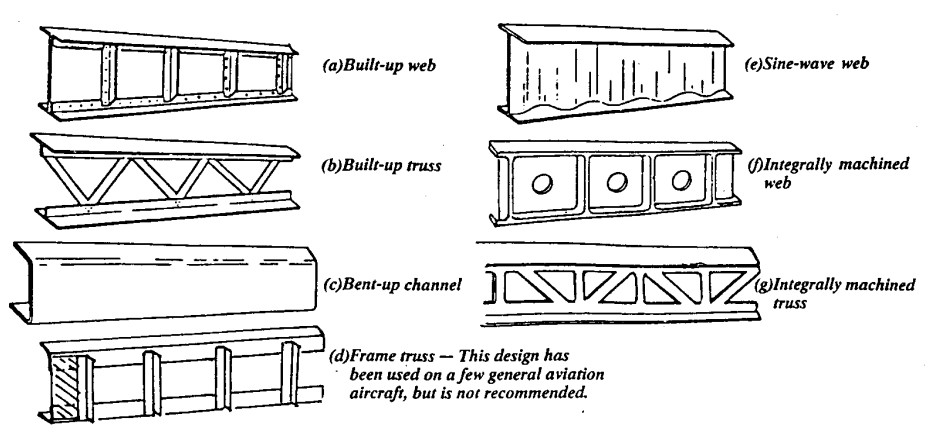 (a)Built-up web
(b)Built-up truss
(c)Bent-up channel
(d)Frame truss — This design has
been used on a few general aviation
aircraft, but is not recommended.
(e)Sine-wave web
(f)Integrally machined
web
(g)Integrally machined
truss